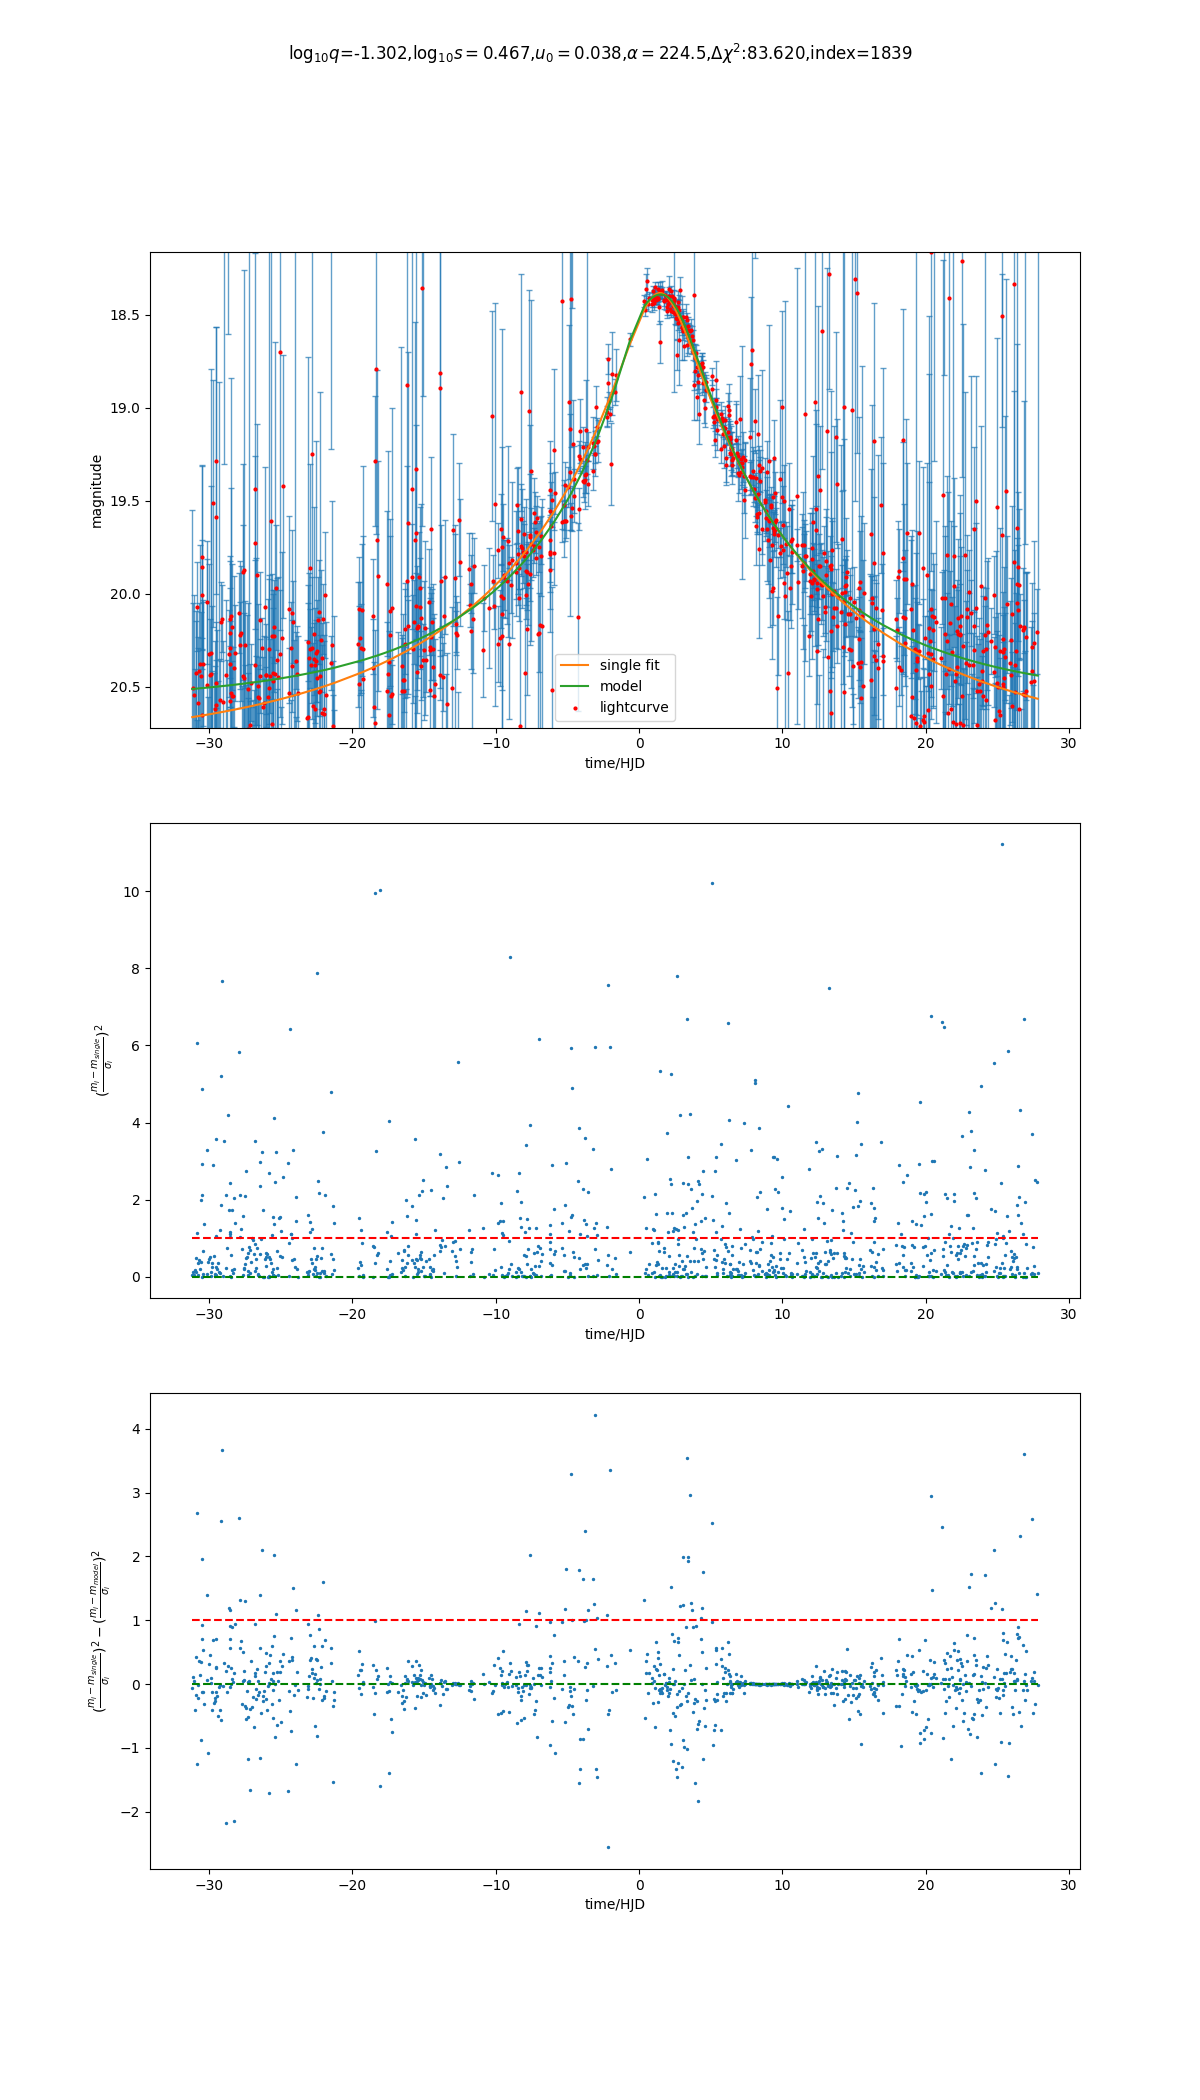 log₁₀q=-1.302,log₁₀s = 0.467,u₀ = 0.038,α = 224.5,Δχ²:83.620,index=1839
18.5
19.0
19.5
20.0
20.5
magnitude
single fit
model
lightcurve
−30 −20 −10 0 10 20 30
time/HJD
10
8
6
4
2
0
((mᵢ − m_single)/σᵢ)²
−30 −20 −10 0 10 20 30
time/HJD
4
3
2
1
0
−1
−2
((mᵢ − m_single)/σᵢ)² − ((mᵢ − m_model)/σᵢ)²
−30 −20 −10 0 10 20 30
time/HJD